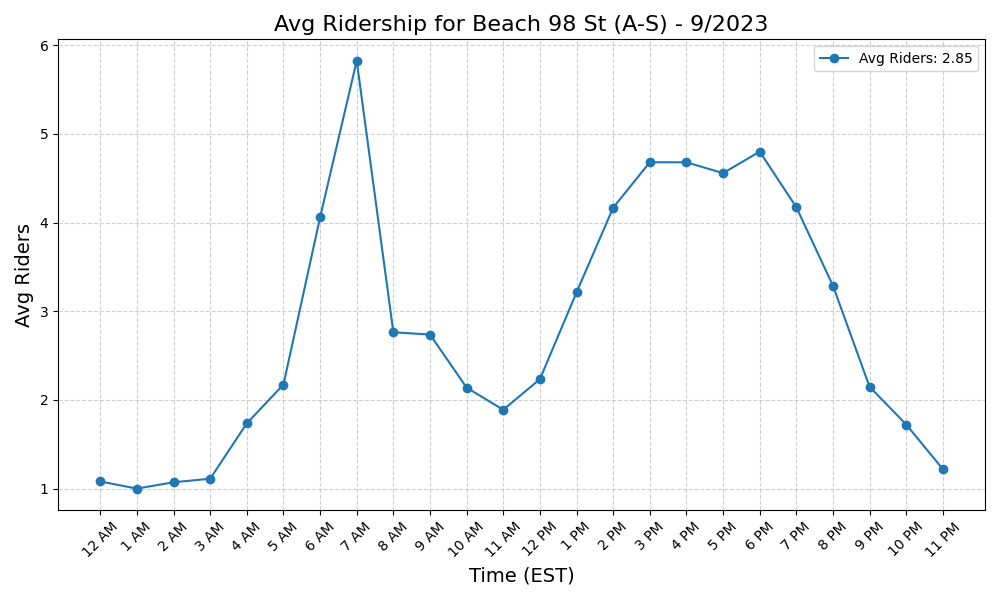 Avg Ridership for Beach 98 St (A-S) - 9/2023
Avg Riders: 2.85
Avg Riders
6
5
4
3
2
1
12 AM
1 AM
2 AM
3 AM
4 AM
5 AM
6 AM
7 AM
8 AM
9 AM
10 AM
11 AM
12 PM
1 PM
2 PM
3 PM
4 PM
5 PM
6 PM
7 PM
8 PM
9 PM
10 PM
11 PM
Time (EST)